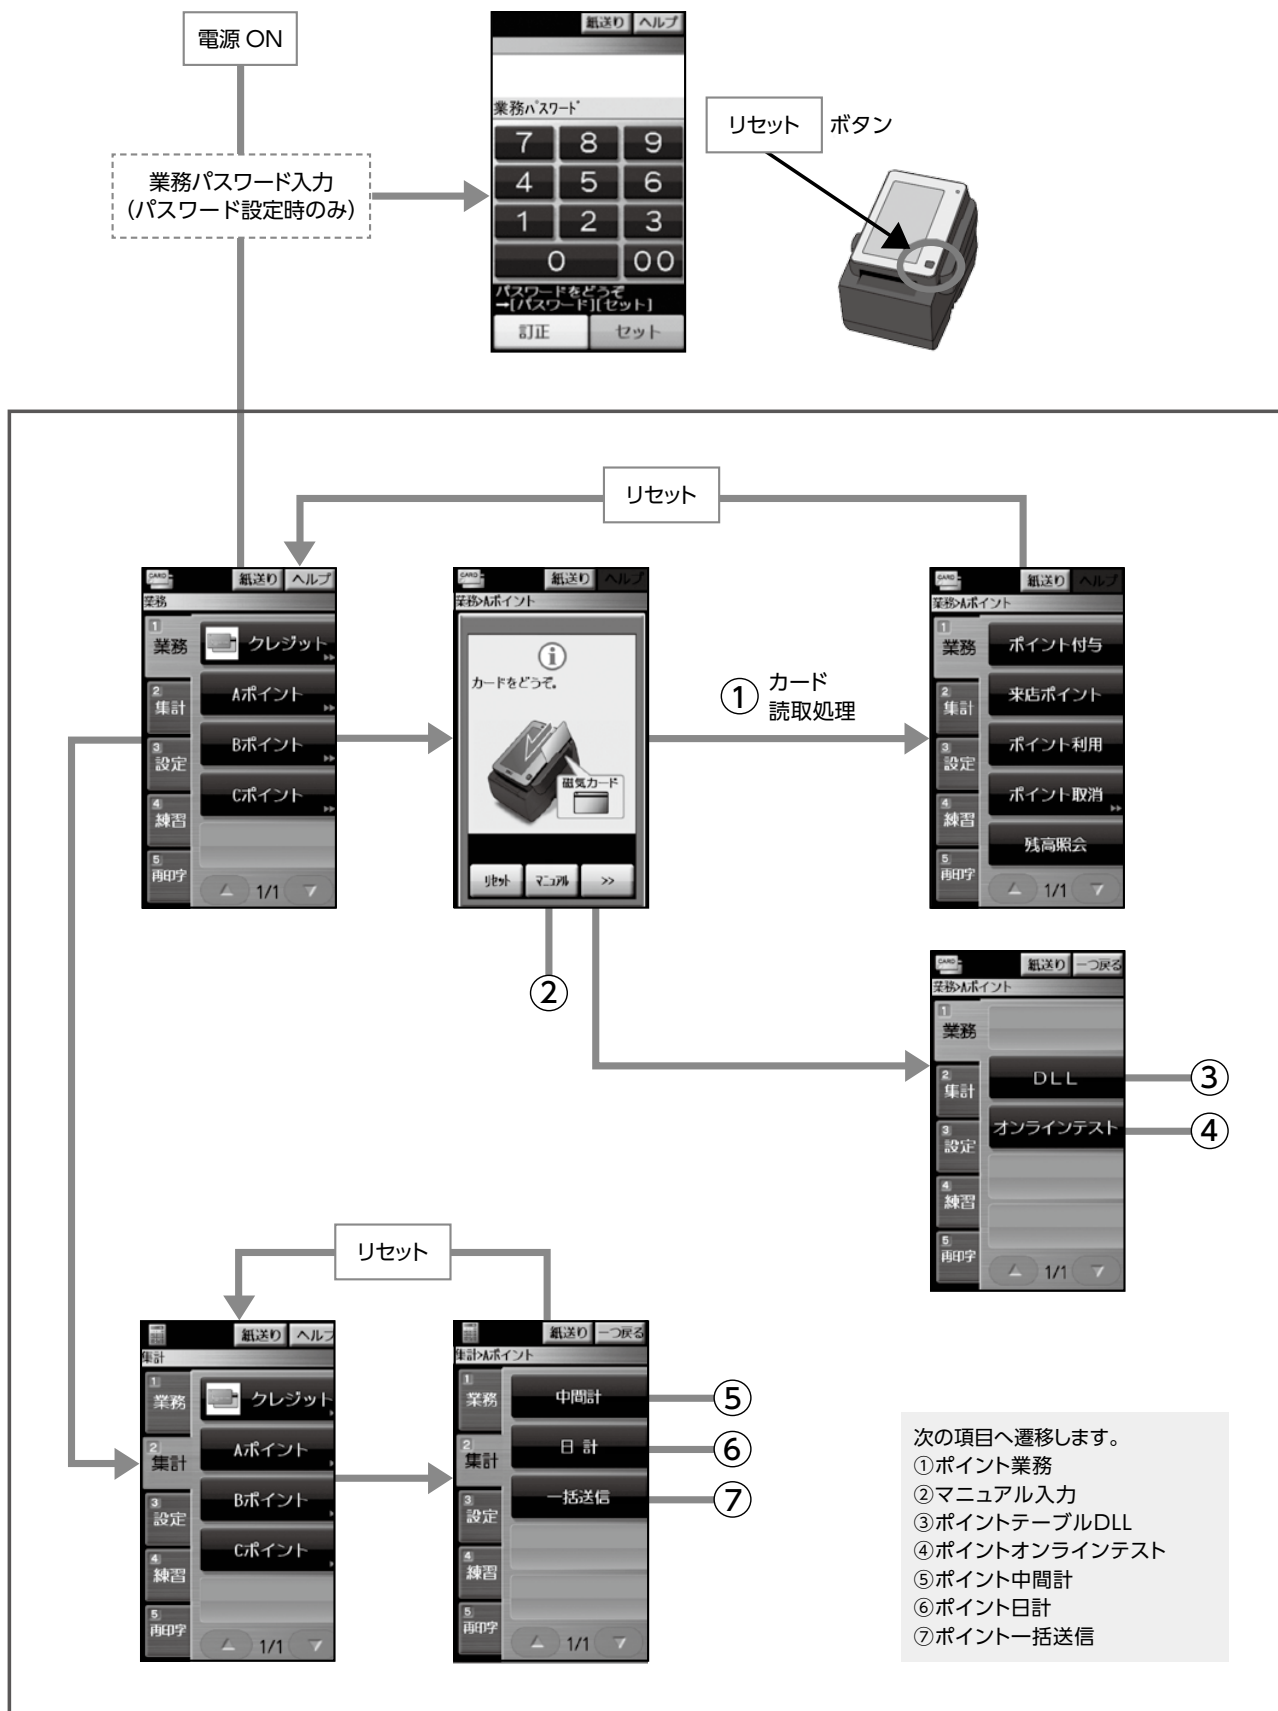 電源 ON
紙送り ヘルプ
業務パスワード
7 8 9
4 5 6
1 2 3
0 00
パスワードをどうぞ
→[パスワード][セット]
訂正 セット
リセット ボタン
業務パスワード入力
(パスワード設定時のみ)
リセット
CARD
紙送り ヘルプ
業務
1 業務
2 集計
3 設定
4 練習
5 再印字
クレジット
Aポイント
Bポイント
Cポイント
1/1
CARD
紙送り ヘルプ
業務>Aポイント
カードをどうぞ。
磁気カード
リセット マニュアル >>
① カード
読取処理
②
CARD
紙送り ヘルプ
業務>Aポイント
1 業務
2 集計
3 設定
4 練習
5 再印字
ポイント付与
来店ポイント
ポイント利用
ポイント取消
残高照会
1/1
CARD
紙送り 一つ戻る
業務>Aポイント
1 業務
2 集計
3 設定
4 練習
5 再印字
DLL
オンラインテスト
1/1
③
④
リセット
紙送り ヘルプ
集計
1 業務
2 集計
3 設定
4 練習
5 再印字
クレジット
Aポイント
Bポイント
Cポイント
1/1
紙送り 一つ戻る
集計>Aポイント
1 業務
2 集計
3 設定
4 練習
5 再印字
中間計
日計
一括送信
1/1
⑤
⑥
⑦
次の項目へ遷移します。
①ポイント業務
②マニュアル入力
③ポイントテーブルDLL
④ポイントオンラインテスト
⑤ポイント中間計
⑥ポイント日計
⑦ポイント一括送信